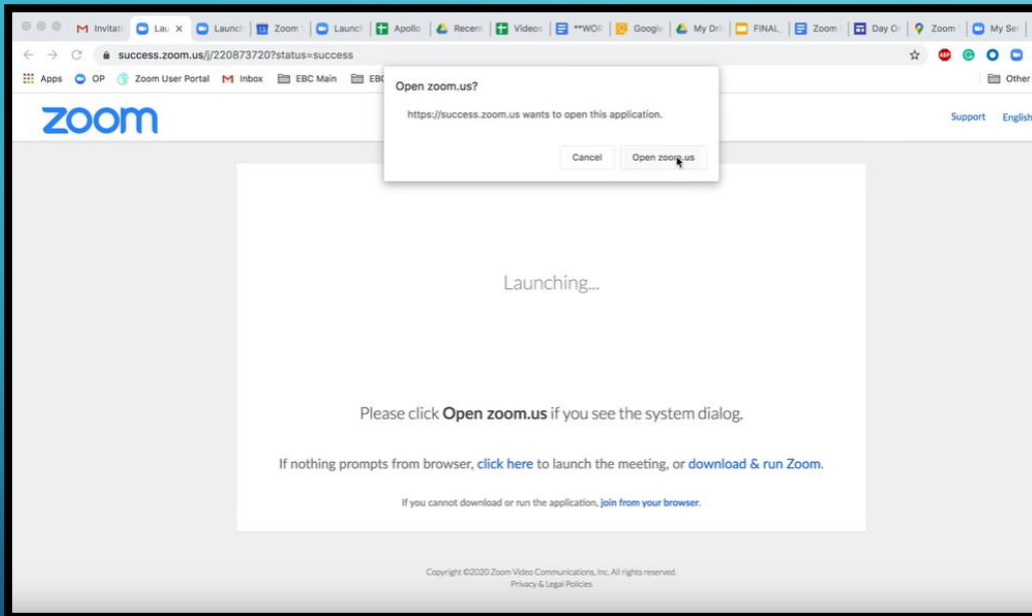 Invitati
Lau
Launch
Zoom
Launch
Apollo
Recen
Videos
**WOR
Google
My Dri
FINAL_
Zoom
Day O
Zoom
My Set
success.zoom.us/j/220873720?status=success
ABP
Apps
OP
Zoom User Portal
Inbox
EBC Main
EBC
Other
Open zoom.us?
https://success.zoom.us wants to open this application.
Cancel
Open zoom.us
zoom
Support
English
Launching...
Please click Open zoom.us if you see the system dialog.
If nothing prompts from browser, click here to launch the meeting, or download & run Zoom.
If you cannot download or run the application, join from your browser.
Copyright ©2020 Zoom Video Communications, Inc. All rights reserved.
Privacy & Legal Policies